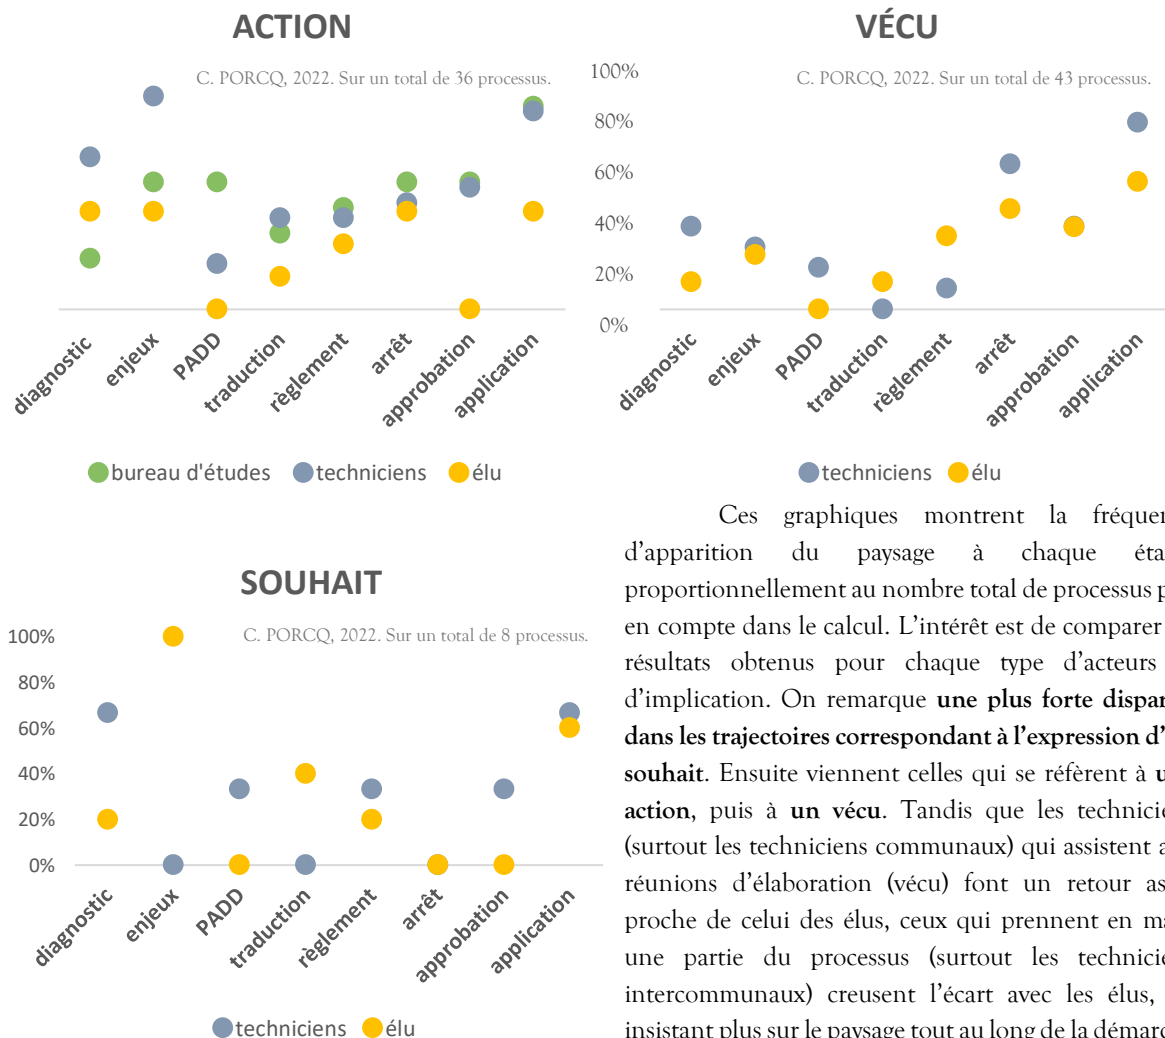 ACTION
C. PORCQ, 2022. Sur un total de 36 processus.
diagnostic
enjeux
PADD
traduction
règlement
arrêt
approbation
application
bureau d'études techniciens élu
VÉCU
C. PORCQ, 2022. Sur un total de 43 processus.
100%
80%
60%
40%
20%
0%
diagnostic
enjeux
PADD
traduction
règlement
arrêt
approbation
application
techniciens élu
SOUHAIT
C. PORCQ, 2022. Sur un total de 8 processus.
100%
80%
60%
40%
20%
0%
diagnostic
enjeux
PADD
traduction
règlement
arrêt
approbation
application
techniciens élu
Ces graphiques montrent la
d'apparition du paysage à chaque
proportionnellement au nombre total de processus
en compte dans le calcul. L'intérêt est de comparer
résultats obtenus pour chaque type d'acteurs
d'implication. On remarque une plus forte
dans les trajectoires correspondant à l'expression
souhait. Ensuite viennent celles qui se réfèrent à
action, puis à un vécu. Tandis que les
(surtout les techniciens communaux) qui assistent
réunions d'élaboration (vécu) font un retour
proche de celui des élus, ceux qui prennent en
une partie du processus (surtout les
intercommunaux) creusent l'écart avec les élus,
insistant plus sur le paysage tout au long de la